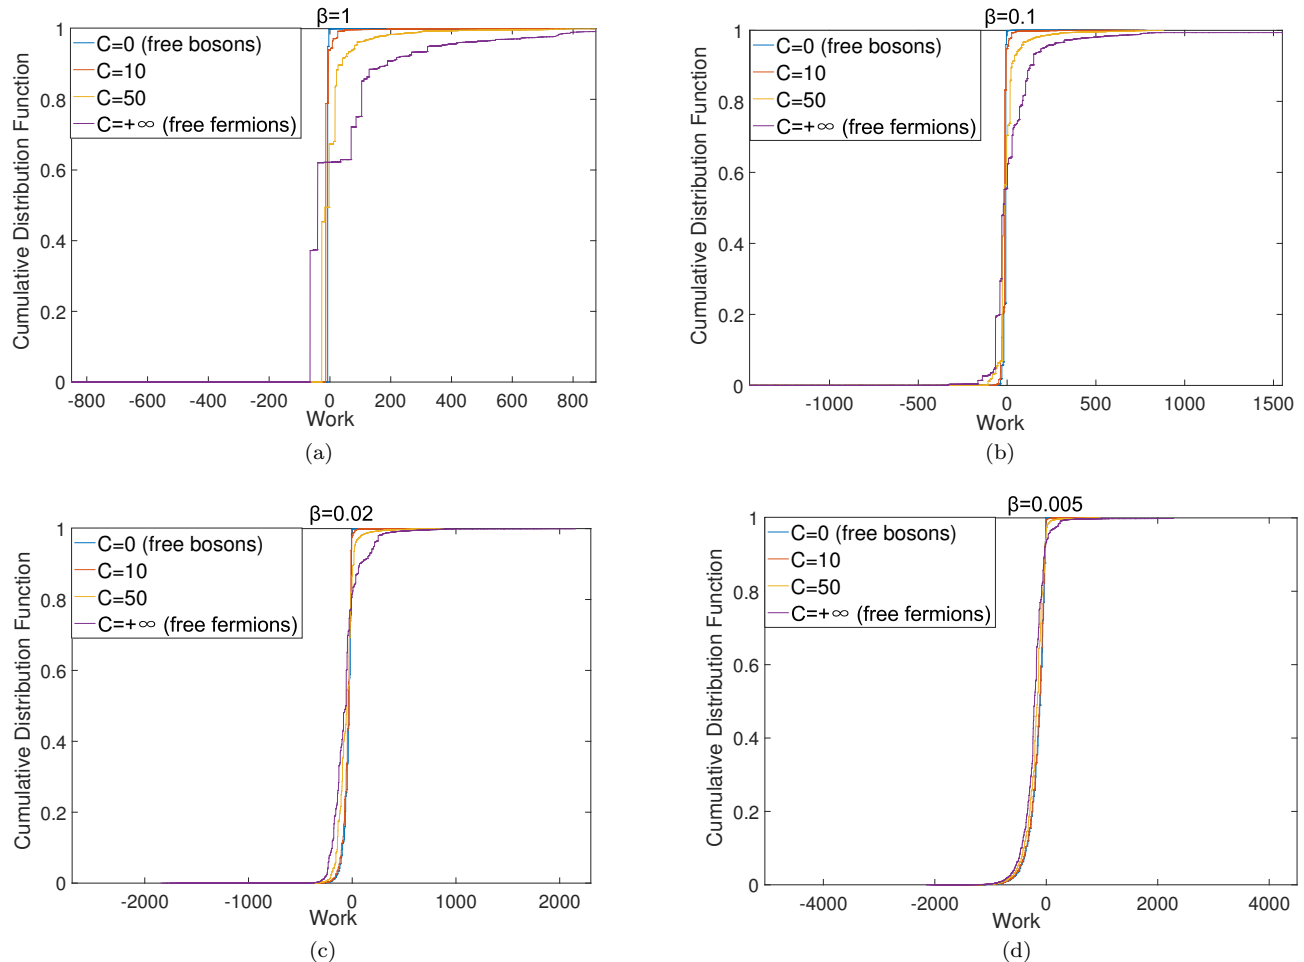 β=1
C=0 (free bosons)
C=10
C=50
C=+∞ (free fermions)
Cumulative Distribution Function
1
0.8
0.6
0.4
0.2
0
-800 -600 -400 -200 0 200 400 600 800
Work
(a)
β=0.1
C=0 (free bosons)
C=10
C=50
C=+∞ (free fermions)
Cumulative Distribution Function
1
0.8
0.6
0.4
0.2
0
-1000 -500 0 500 1000 1500
Work
(b)
β=0.02
C=0 (free bosons)
C=10
C=50
C=+∞ (free fermions)
Cumulative Distribution Function
1
0.8
0.6
0.4
0.2
0
-2000 -1000 0 1000 2000
Work
(c)
β=0.005
C=0 (free bosons)
C=10
C=50
C=+∞ (free fermions)
Cumulative Distribution Function
1
0.8
0.6
0.4
0.2
0
-4000 -2000 0 2000 4000
Work
(d)